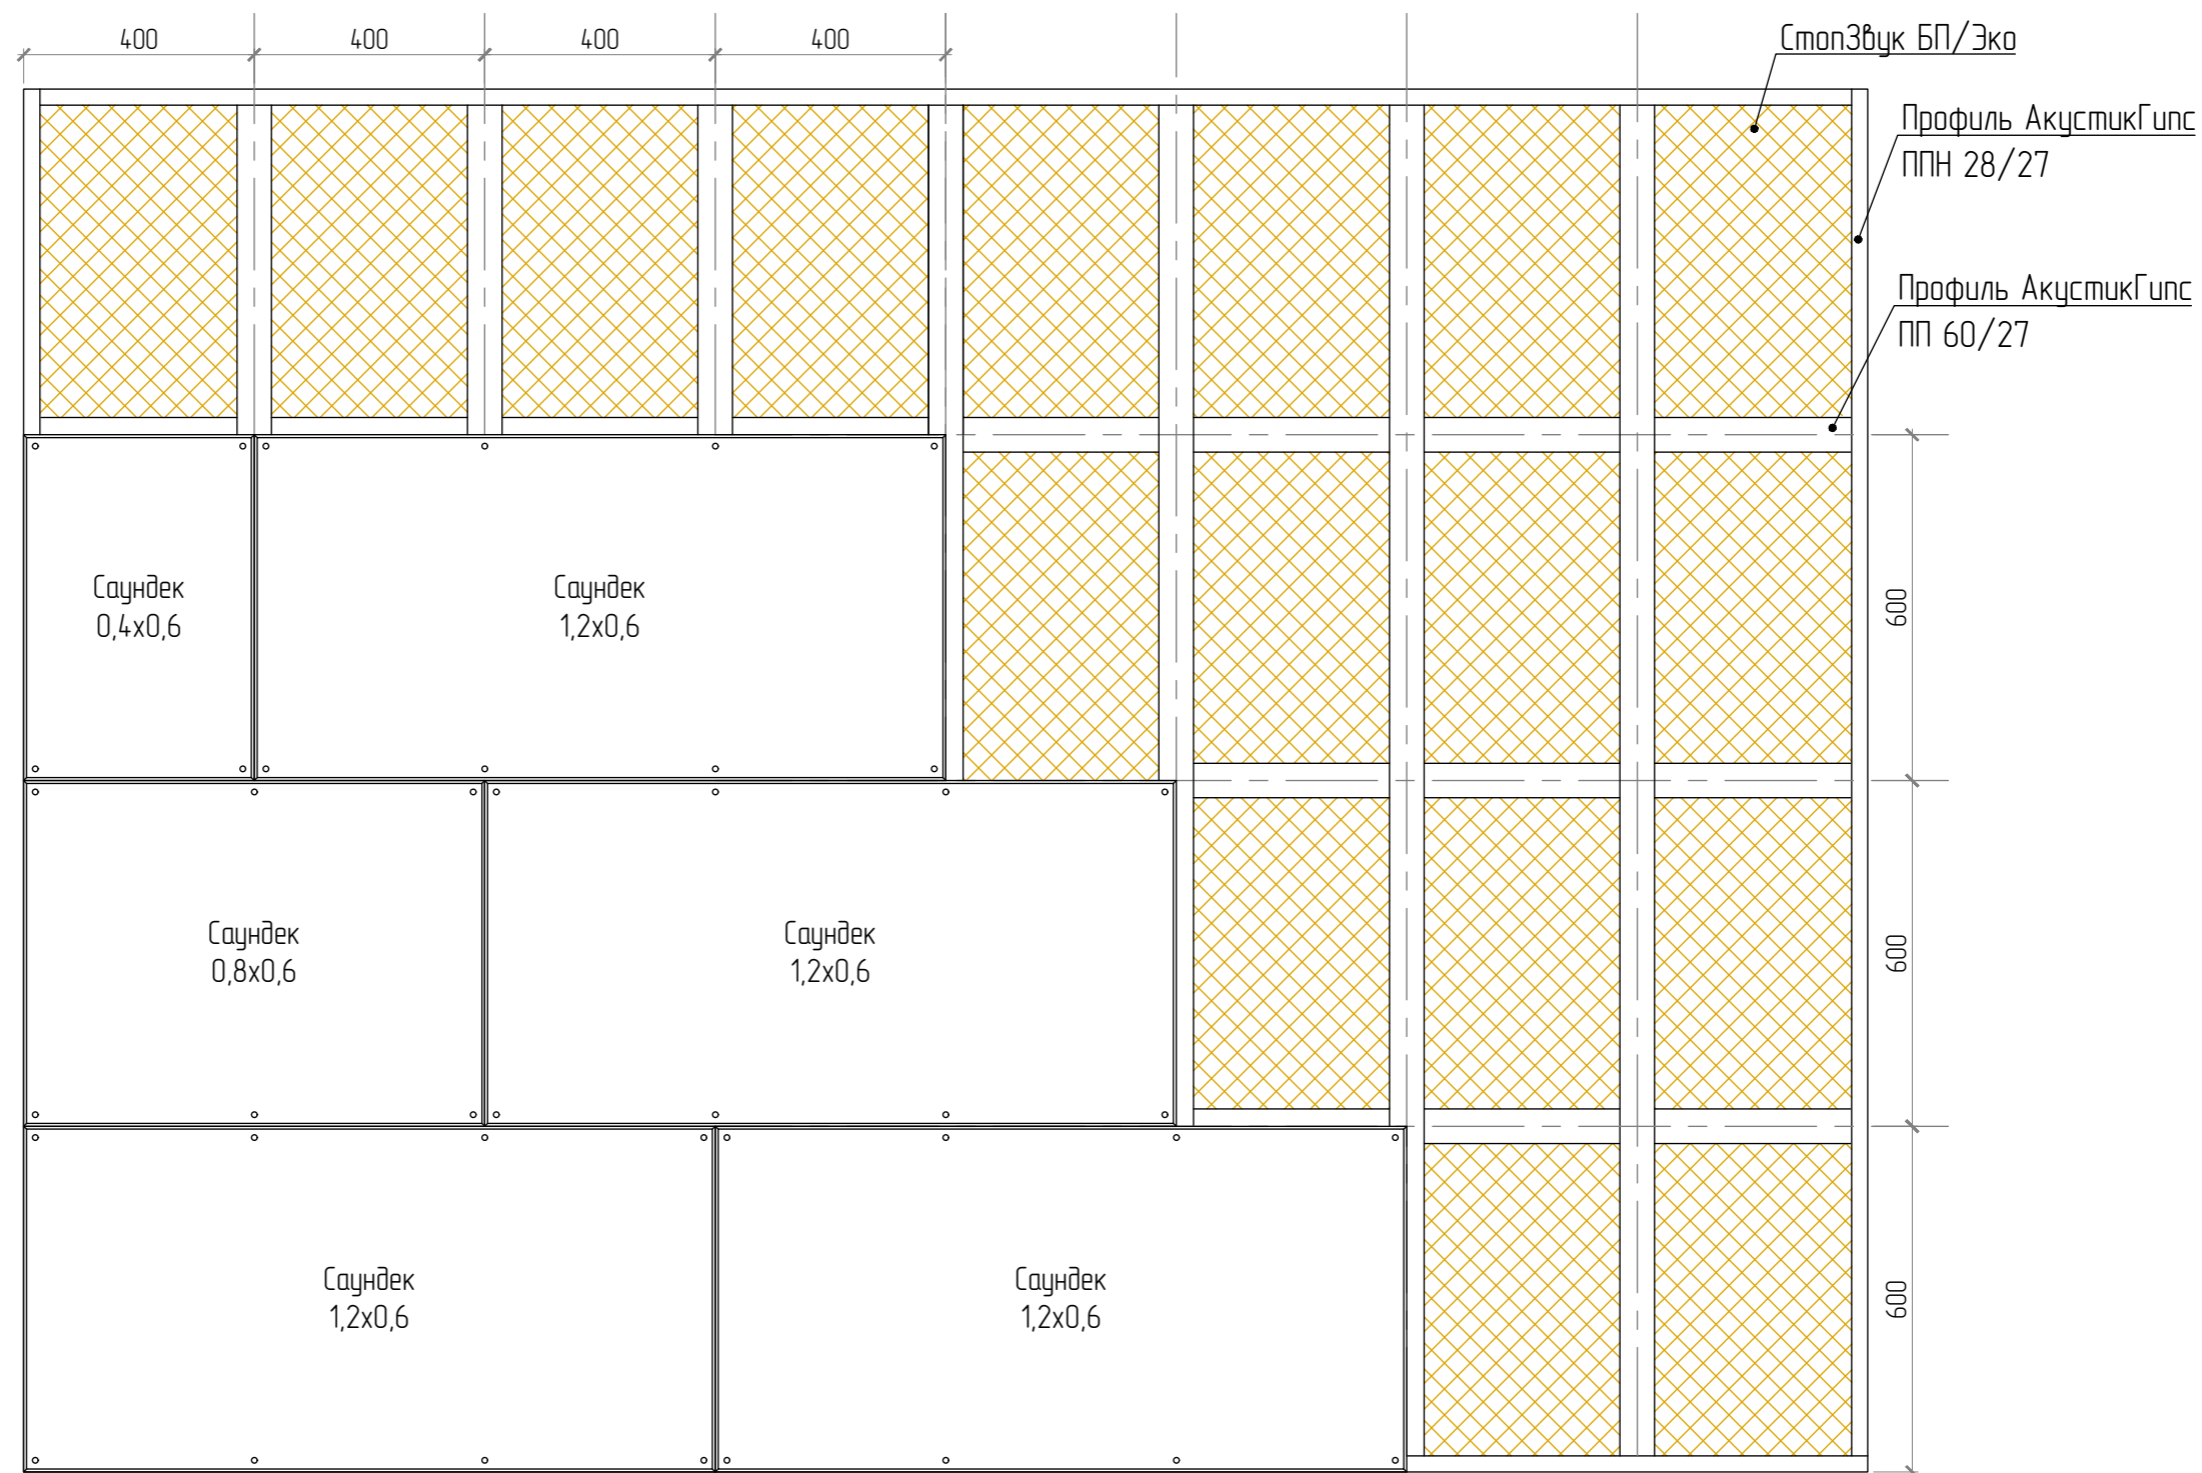 400
400
400
400
СтопЗвук БП/Эко
Профиль АкустикГипс
ППН 28/27
Профиль АкустикГипс
ПП 60/27
Саундек
0,4х0,6
Саундек
1,2х0,6
600
Саундек
0,8х0,6
Саундек
1,2х0,6
600
Саундек
1,2х0,6
Саундек
1,2х0,6
600